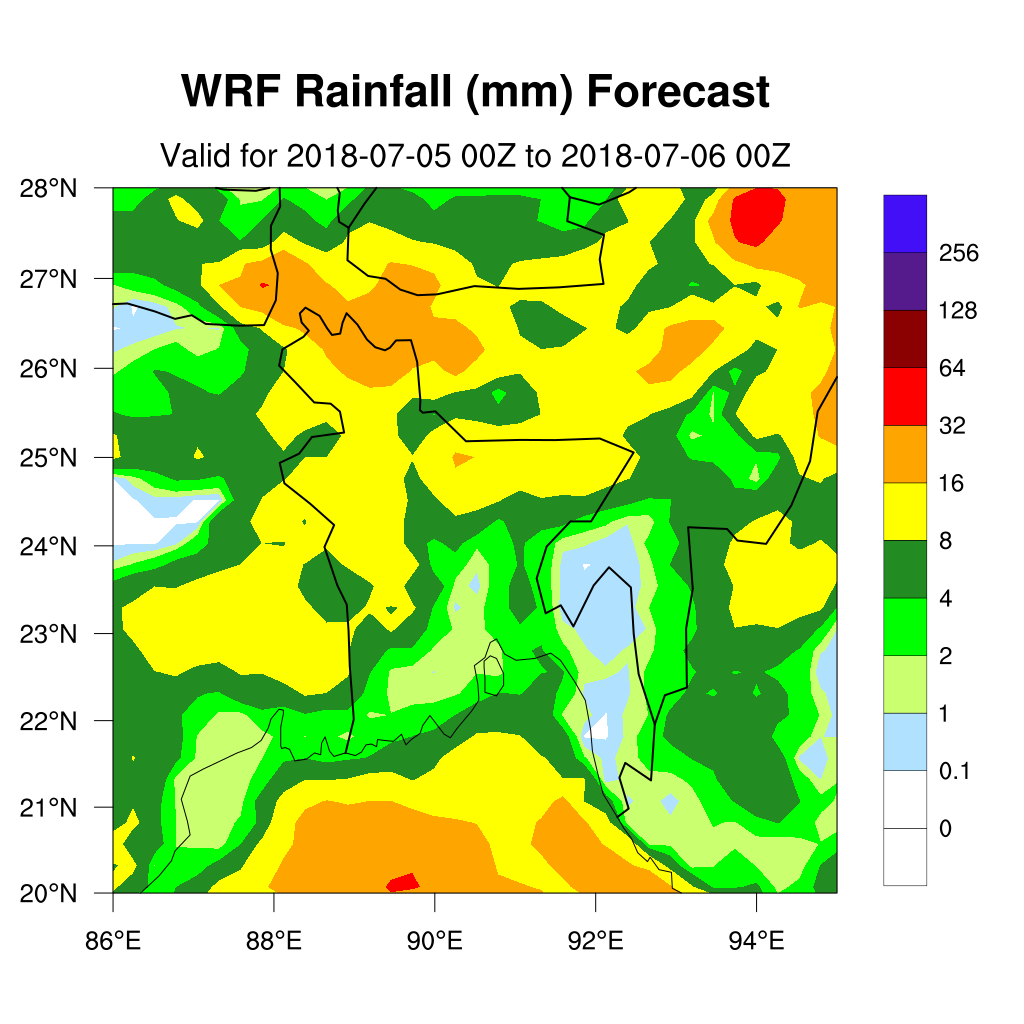 WRF Rainfall (mm) Forecast
Valid for 2018-07-05 00Z to 2018-07-06 00Z
28°N
27°N
26°N
25°N
24°N
23°N
22°N
21°N
20°N
86°E 88°E 90°E 92°E 94°E
256
128
64
32
16
8
4
2
1
0.1
0